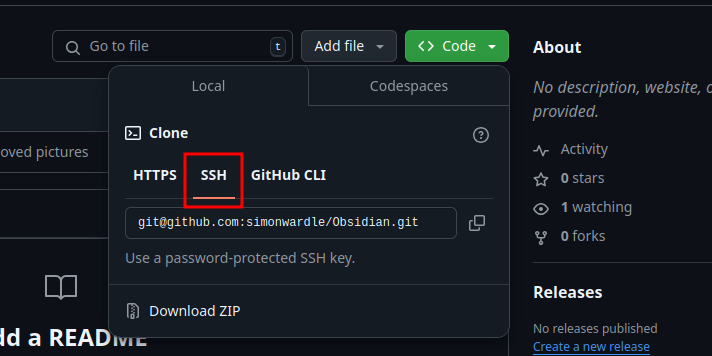 Go to file
t
Add file
Code
About
Local
Codespaces
No description, website, o
provided.
Clone
oved pictures
HTTPS
SSH
GitHub CLI
Activity
0 stars
git@github.com:simonwardle/Obsidian.git
1 watching
0 forks
Use a password-protected SSH key.
Releases
Download ZIP
dd a README
No releases published
Create a new release